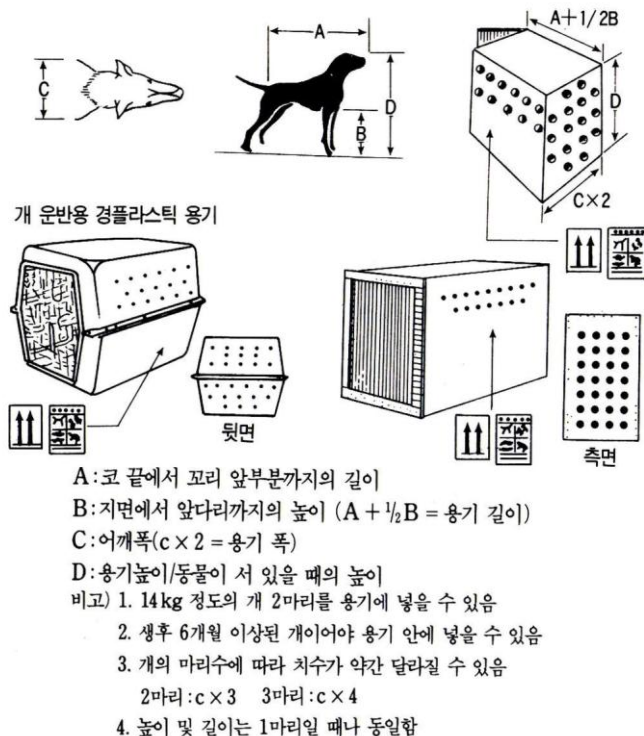 A
A+1/2B
C
D
D
B
C×2
개 운반용 경플라스틱 용기
뒷면
측면
A:코 끝에서 꼬리 앞부분까지의 길이
B:지면에서 앞다리까지의 높이 (A + ½B = 용기 길이)
C:어깨폭(c × 2 = 용기 폭)
D:용기높이/동물이 서 있을 때의 높이
비고) 1. 14kg 정도의 개 2마리를 용기에 넣을 수 있음
2. 생후 6개월 이상된 개이어야 용기 안에 넣을 수 있음
3. 개의 마리수에 따라 치수가 약간 달라질 수 있음
2마리:c × 3 3마리:c × 4
4. 높이 및 길이는 1마리일 때나 동일함